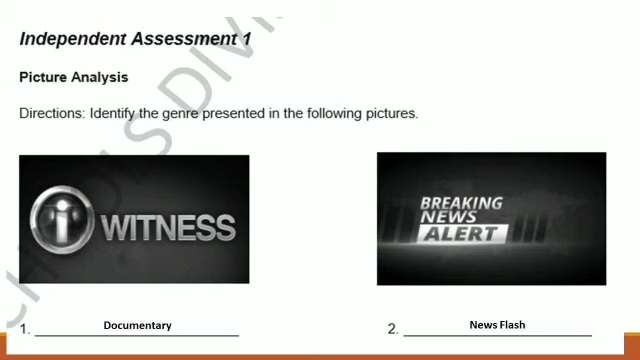 Independent Assessment 1
Picture Analysis
Directions: Identify the genre presented in the following pictures.
i WITNESS
BREAKING
NEWS
ALERT
1. Documentary
2. News Flash